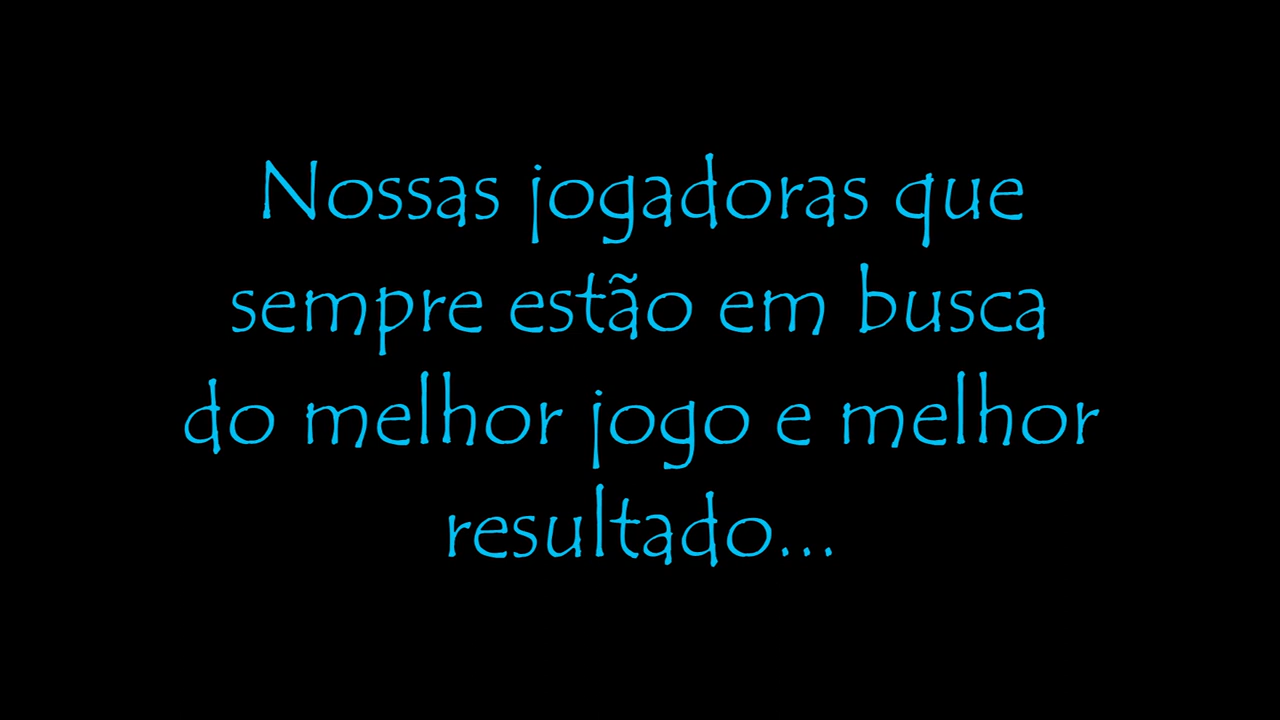 Nossas jogadoras que
sempre estão em busca
do melhor jogo e melhor
resultado...